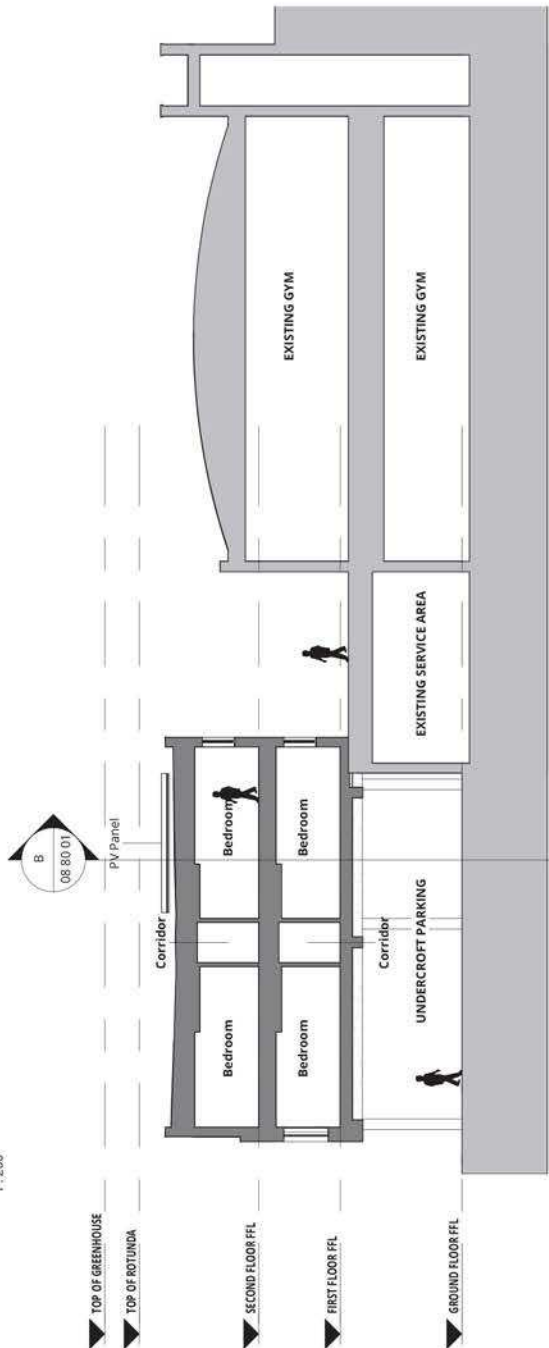 B
08 80 01
PV Panel
TOP OF GREENHOUSE
TOP OF ROTUNDA
Corridor
Bedroom
Bedroom
SECOND FLOOR FFL
EXISTING GYM
Bedroom
Bedroom
FIRST FLOOR FFL
Corridor
UNDERCROFT PARKING
EXISTING SERVICE AREA
EXISTING GYM
GROUND FLOOR FFL